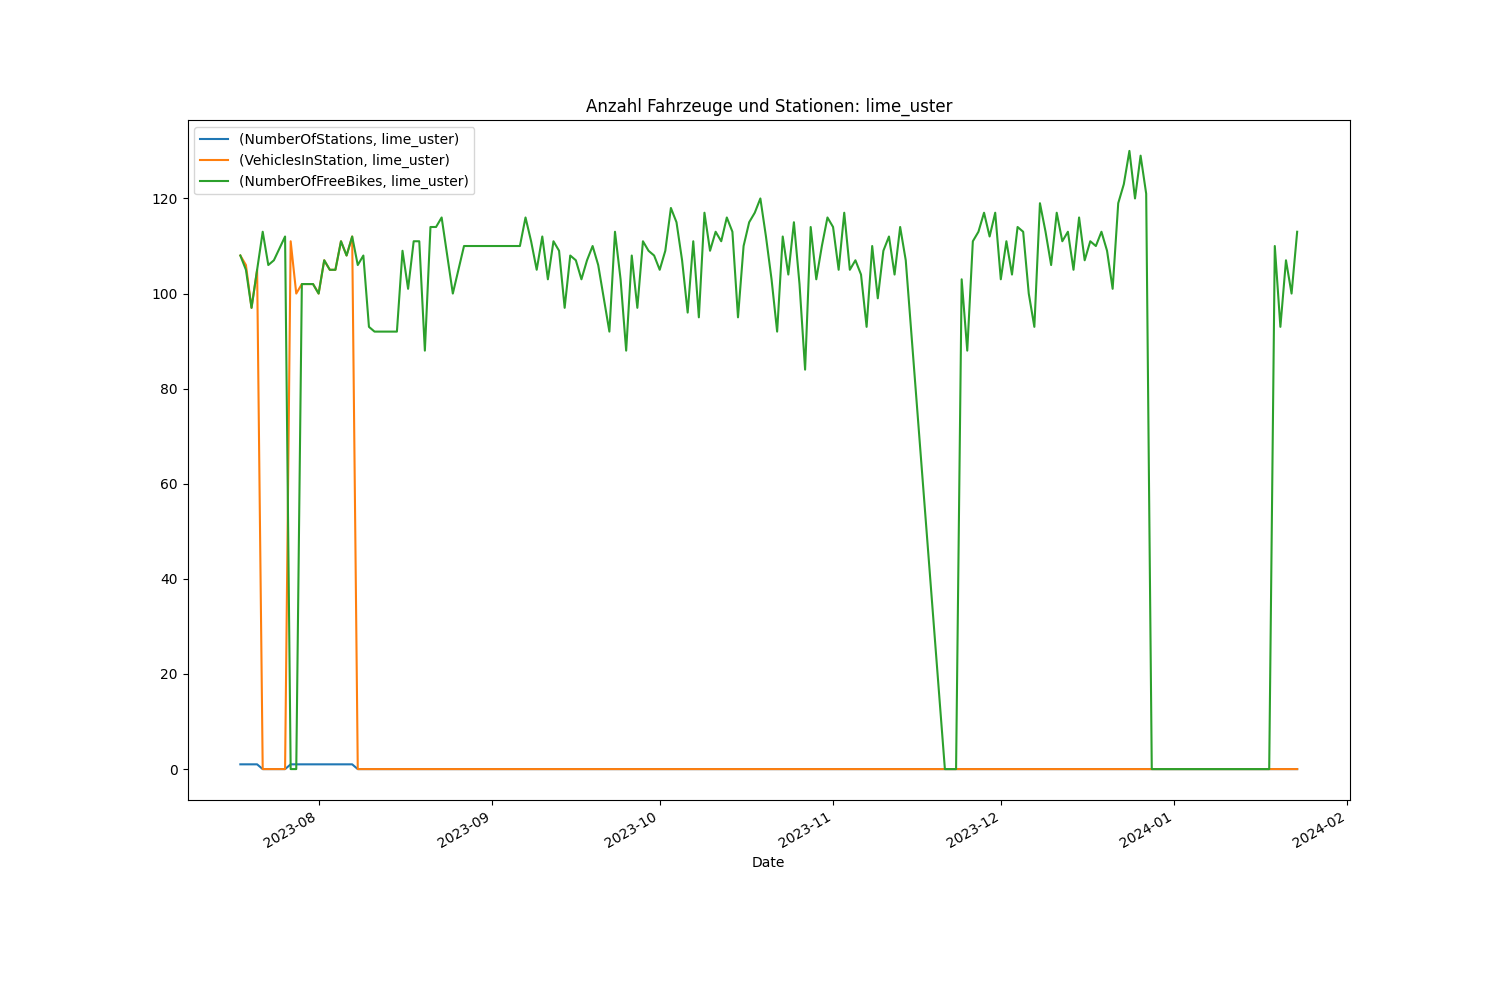 Anzahl Fahrzeuge und Stationen: lime_uster
(NumberOfStations, lime_uster)
(VehiclesInStation, lime_uster)
(NumberOfFreeBikes, lime_uster)
120
100
80
60
40
20
0
2023-08
2023-09
2023-10
2023-11
2023-12
2024-01
2024-02
Date